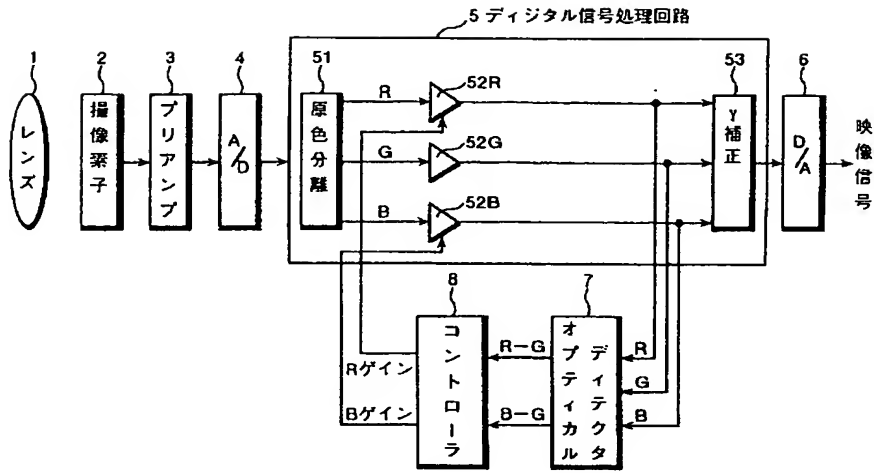 5 ディジタル信号処理回路
1
2
3
4
51
52R
53
6
レンズ
撮像素子
プリアンプ
A/D
原色分離
R
G
52G
B
52B
γ補正
D/A
映像信号
8
7
コントローラ
Rゲイン
Bゲイン
R-G
B-G
オプティカル
ディテクタ
R
G
B